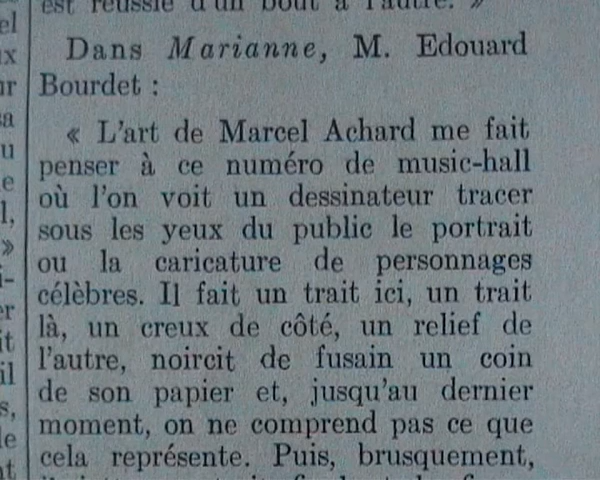 est réussie d'un bout à l'autre. »
Dans Marianne, M. Edouard
Bourdet :
« L'art de Marcel Achard me fait
penser à ce numéro de music-hall
où l'on voit un dessinateur tracer
sous les yeux du public le portrait
ou la caricature de personnages
célèbres. Il fait un trait ici, un trait
là, un creux de côté, un relief de
l'autre, noircit de fusain un coin
de son papier et, jusqu'au dernier
moment, on ne comprend pas ce que
cela représente. Puis, brusquement,